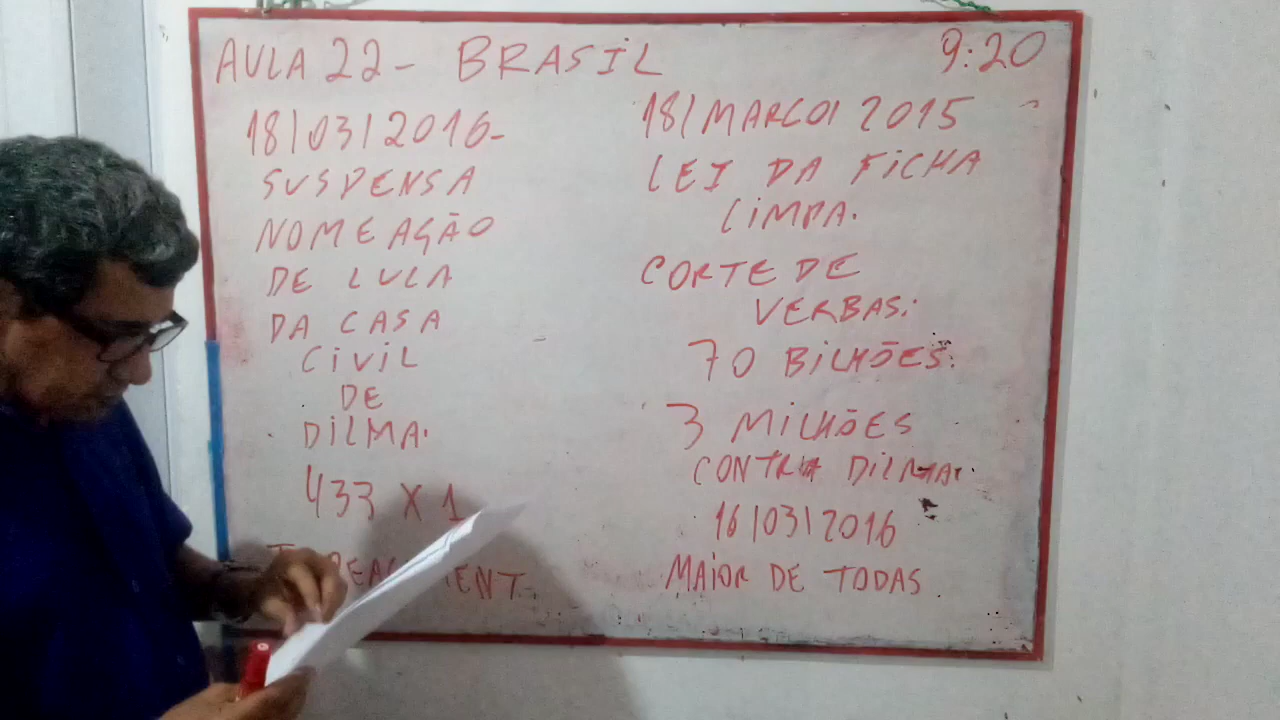 AULA 22 - BRASIL
9:20
18/03/2016-
SUSPENSA
NOMEAÇÃO
DE LULA
DA CASA
CIVIL
DE
DILMA.
433 X 1
18/MARCO/2015
LEI DA FICHA
LIMPA.
CORTE DE
VERBAS:
70 BILHÕES.
3 MILHÕES
CONTRA DILMA.
16/03/2016
MAIOR DE TODAS